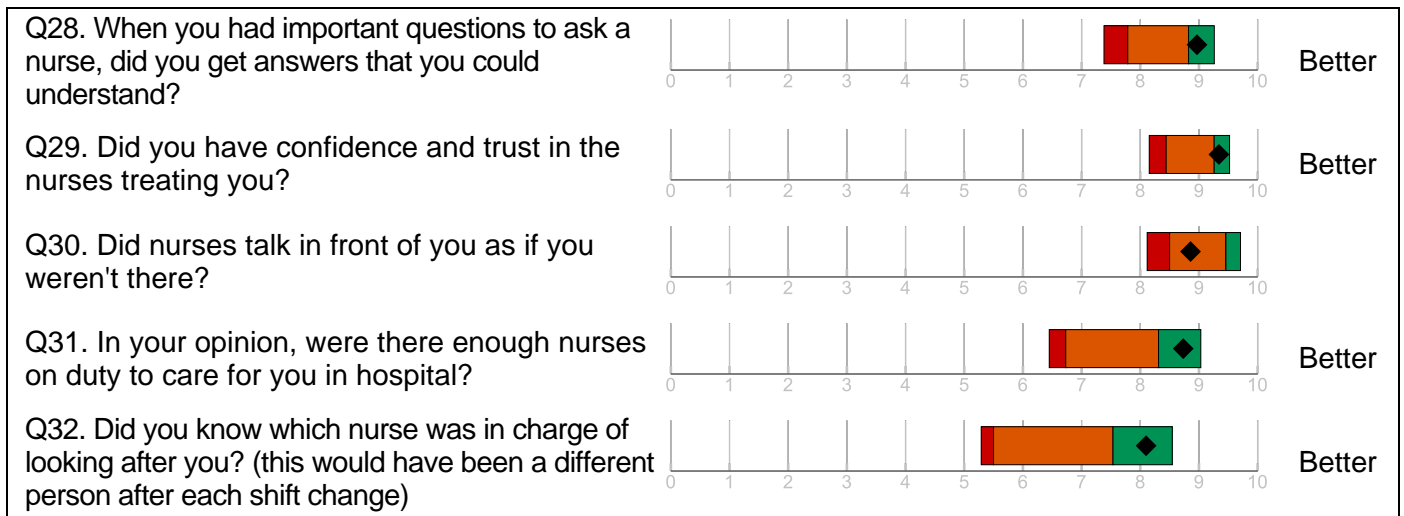 Q28. When you had important questions to ask a
nurse, did you get answers that you could
understand?
0 1 2 3 4 5 6 7 8 9 10
Better
Q29. Did you have confidence and trust in the
nurses treating you?
0 1 2 3 4 5 6 7 8 9 10
Better
Q30. Did nurses talk in front of you as if you
weren't there?
0 1 2 3 4 5 6 7 8 9 10
Q31. In your opinion, were there enough nurses
on duty to care for you in hospital?
0 1 2 3 4 5 6 7 8 9 10
Better
Q32. Did you know which nurse was in charge of
looking after you? (this would have been a different
person after each shift change)
0 1 2 3 4 5 6 7 8 9 10
Better